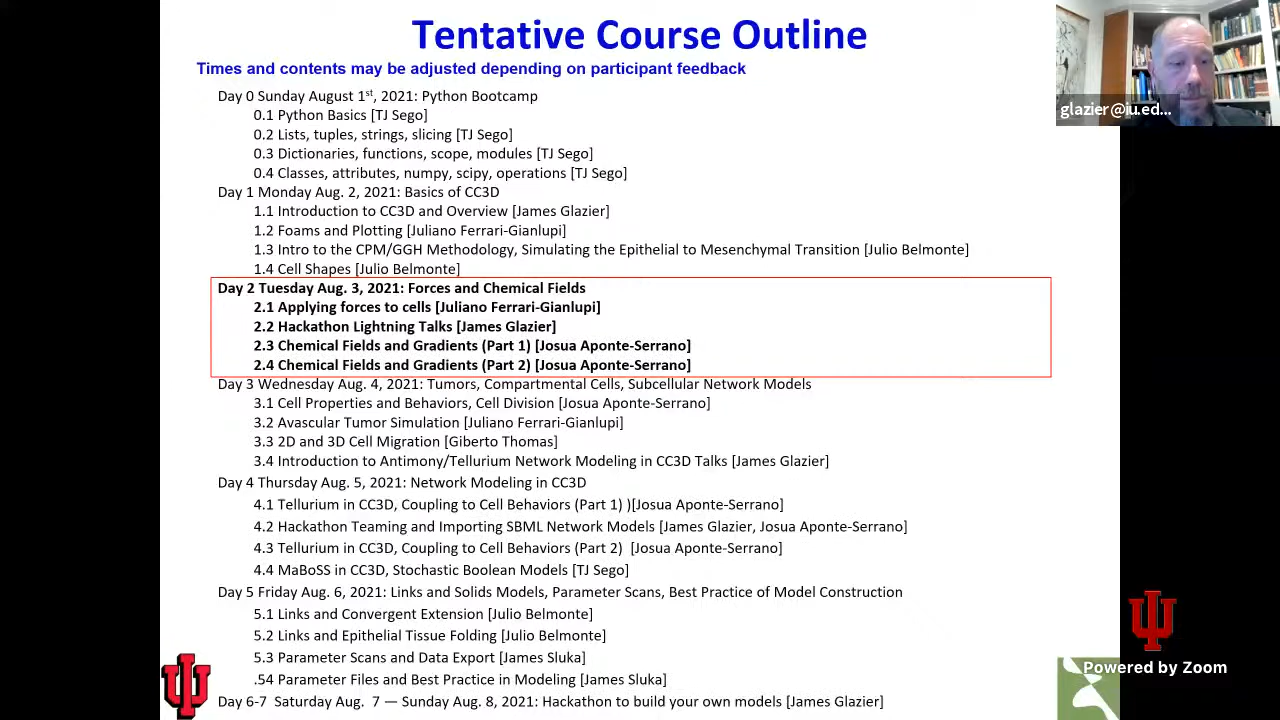 Tentative Course Outline
Times and contents may be adjusted depending on participant feedback
Day 0 Sunday August 1st, 2021: Python Bootcamp
0.1 Python Basics [TJ Sego]
0.2 Lists, tuples, strings, slicing [TJ Sego]
0.3 Dictionaries, functions, scope, modules [TJ Sego]
0.4 Classes, attributes, numpy, scipy, operations [TJ Sego]
Day 1 Monday Aug. 2, 2021: Basics of CC3D
1.1 Introduction to CC3D and Overview [James Glazier]
1.2 Foams and Plotting [Juliano Ferrari-Gianlupi]
1.3 Intro to the CPM/GGH Methodology, Simulating the Epithelial to Mesenchymal Transition [Julio Belmonte]
1.4 Cell Shapes [Julio Belmonte]
Day 2 Tuesday Aug. 3, 2021: Forces and Chemical Fields
2.1 Applying forces to cells [Juliano Ferrari-Gianlupi]
2.2 Hackathon Lightning Talks [James Glazier]
2.3 Chemical Fields and Gradients (Part 1) [Josua Aponte-Serrano]
2.4 Chemical Fields and Gradients (Part 2) [Josua Aponte-Serrano]
Day 3 Wednesday Aug. 4, 2021: Tumors, Compartmental Cells, Subcellular Network Models
3.1 Cell Properties and Behaviors, Cell Division [Josua Aponte-Serrano]
3.2 Avascular Tumor Simulation [Juliano Ferrari-Gianlupi]
3.3 2D and 3D Cell Migration [Giberto Thomas]
3.4 Introduction to Antimony/Tellurium Network Modeling in CC3D Talks [James Glazier]
Day 4 Thursday Aug. 5, 2021: Network Modeling in CC3D
4.1 Tellurium in CC3D, Coupling to Cell Behaviors (Part 1) )[Josua Aponte-Serrano]
4.2 Hackathon Teaming and Importing SBML Network Models [James Glazier, Josua Aponte-Serrano]
4.3 Tellurium in CC3D, Coupling to Cell Behaviors (Part 2)  [Josua Aponte-Serrano]
4.4 MaBoSS in CC3D, Stochastic Boolean Models [TJ Sego]
Day 5 Friday Aug. 6, 2021: Links and Solids Models, Parameter Scans, Best Practice of Model Construction
5.1 Links and Convergent Extension [Julio Belmonte]
5.2 Links and Epithelial Tissue Folding [Julio Belmonte]
5.3 Parameter Scans and Data Export [James Sluka]
.54 Parameter Files and Best Practice in Modeling [James Sluka]
Day 6-7  Saturday Aug.  7 — Sunday Aug. 8, 2021: Hackathon to build your own models [James Glazier]
glazier@iu.ed...
Powered by Zoom